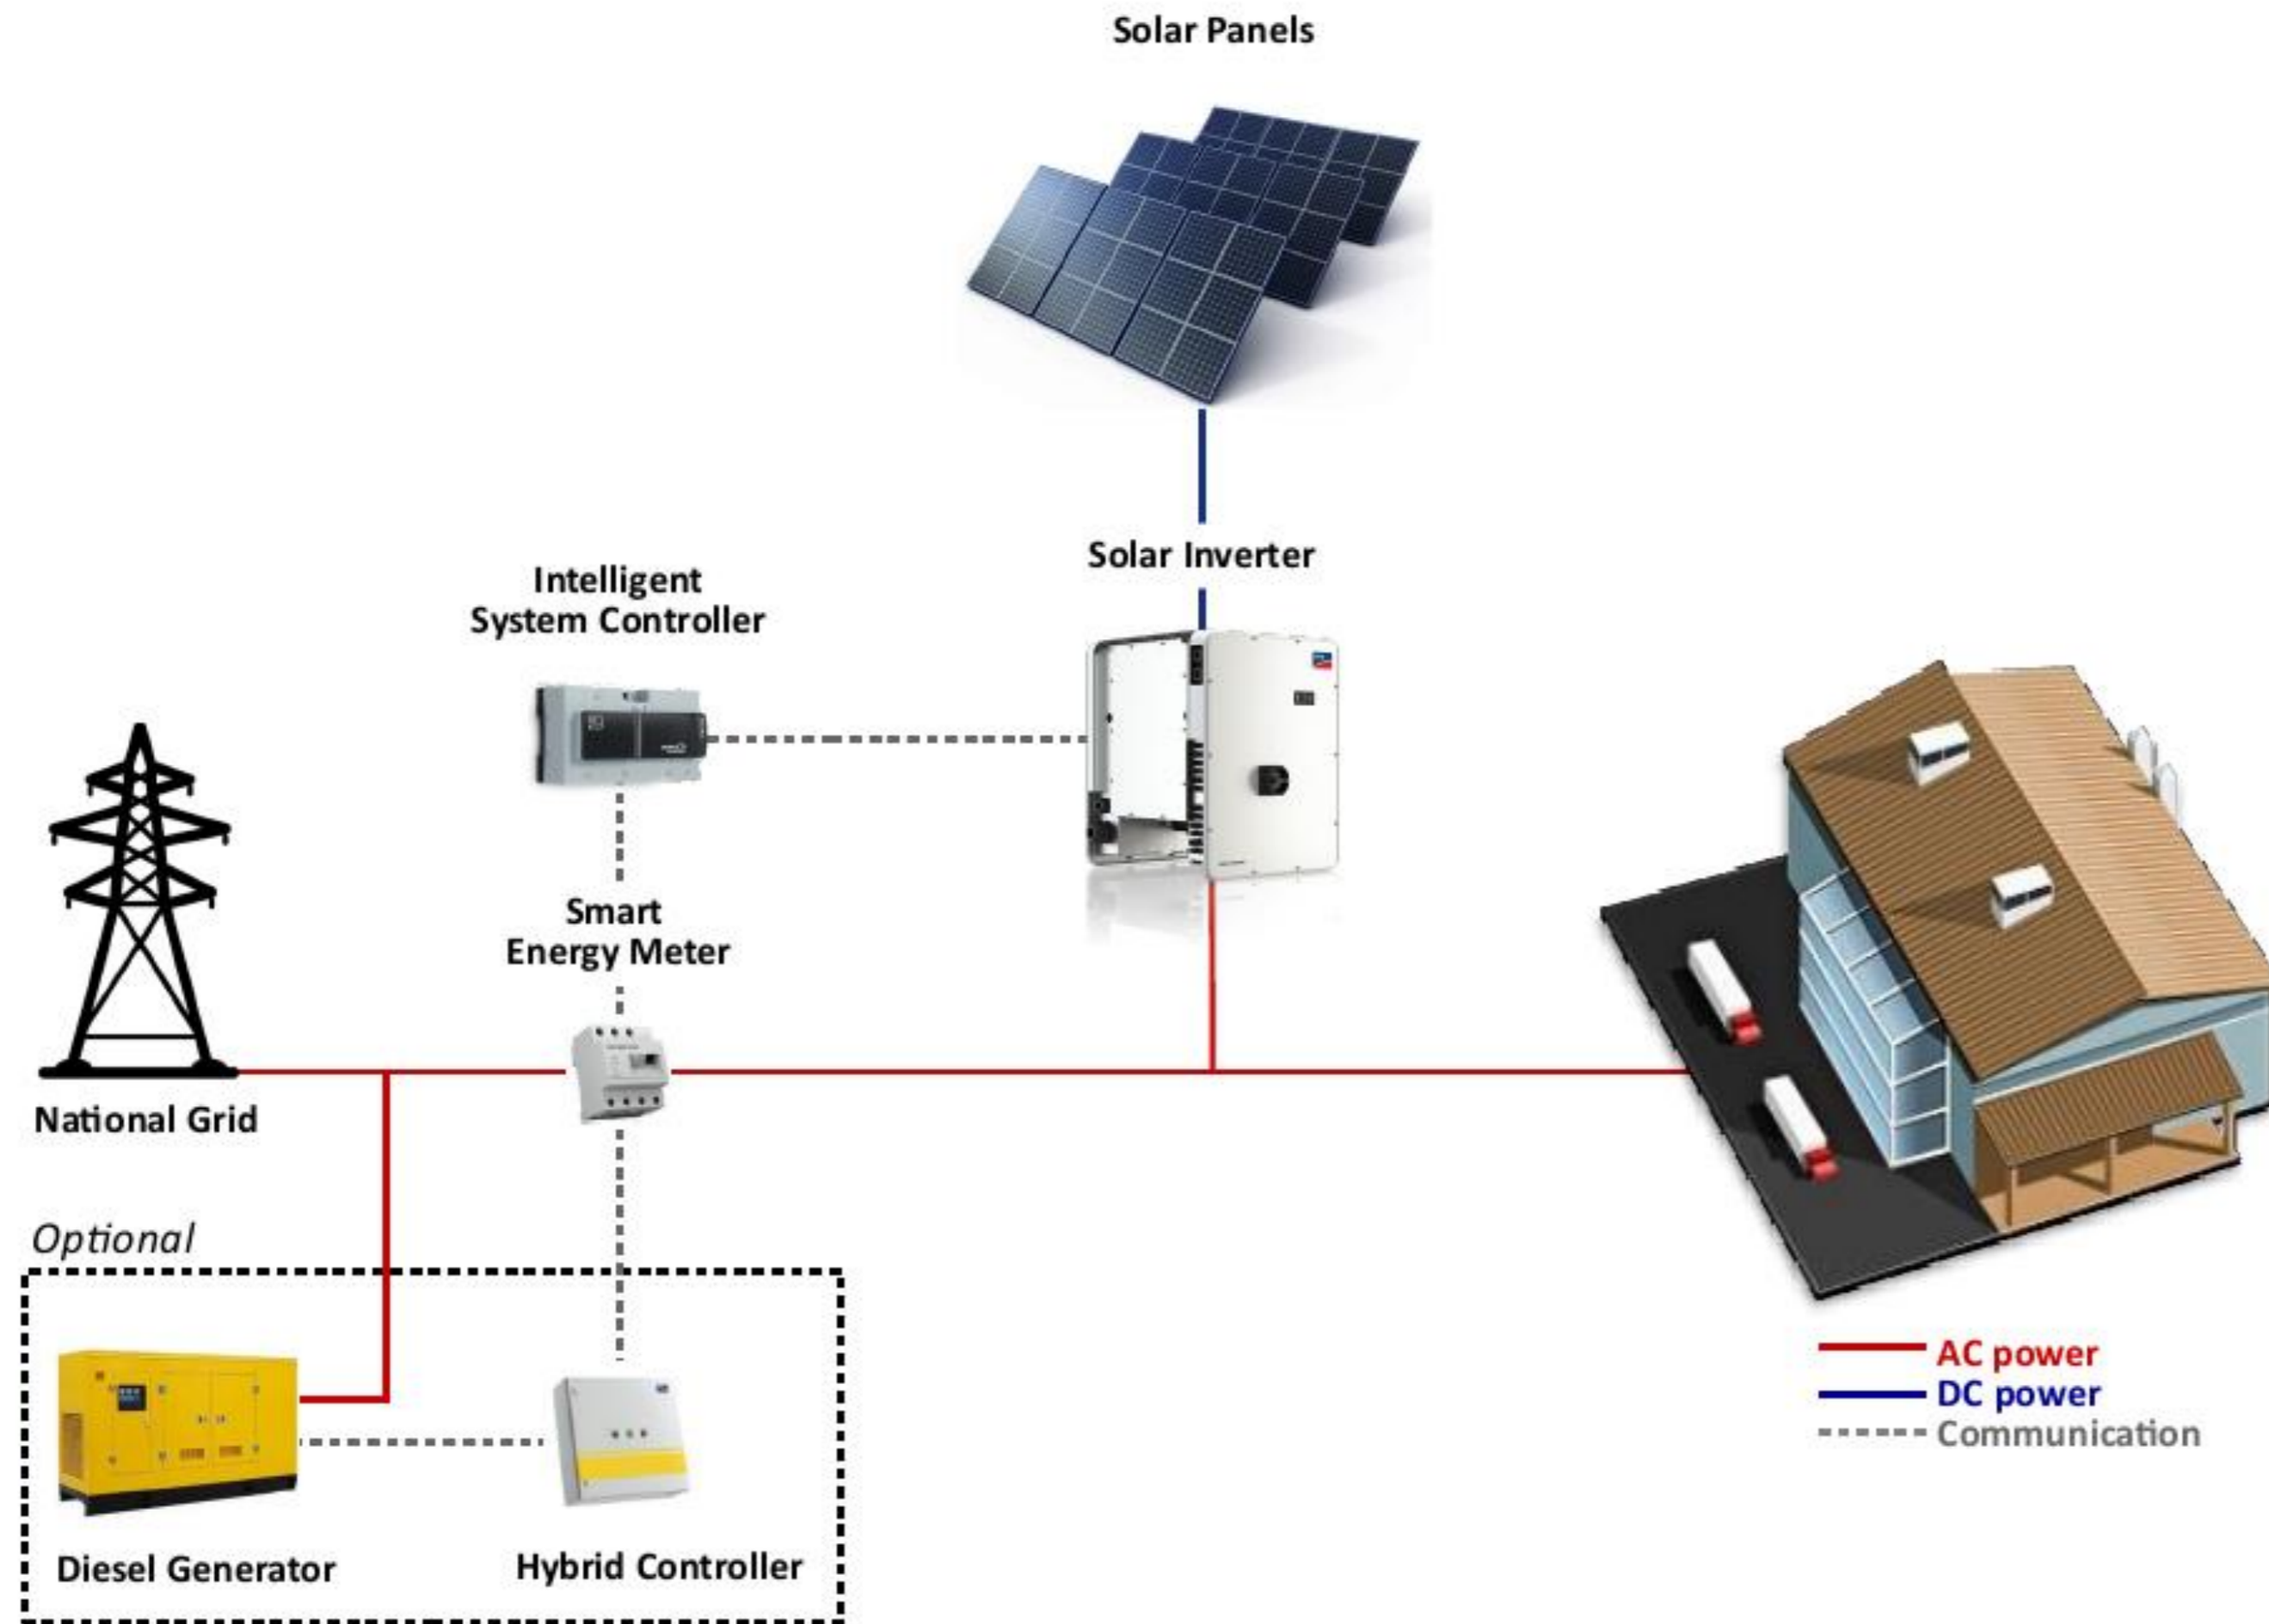 Solar Panels
Solar Inverter
Intelligent
System Controller
Smart
Energy Meter
National Grid
Optional
Diesel Generator
Hybrid Controller
AC power
DC power
Communication